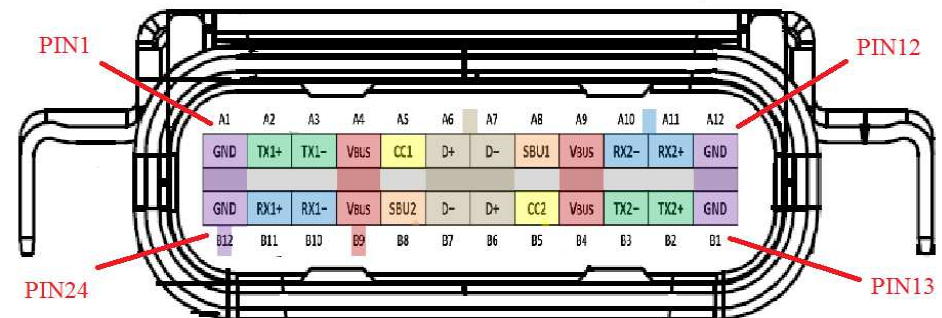 PIN1 PIN12
A1 A2 A3 A4 A5 A6 A7 A8 A9 A10 A11 A12
GND TX1+ TX1− VBUS CC1 D+ D− SBU1 VBUS RX2− RX2+ GND
GND RX1+ RX1− VBUS SBU2 D− D+ CC2 VBUS TX2− TX2+ GND
B12 B11 B10 B9 B8 B7 B6 B5 B4 B3 B2 B1
PIN24 PIN13